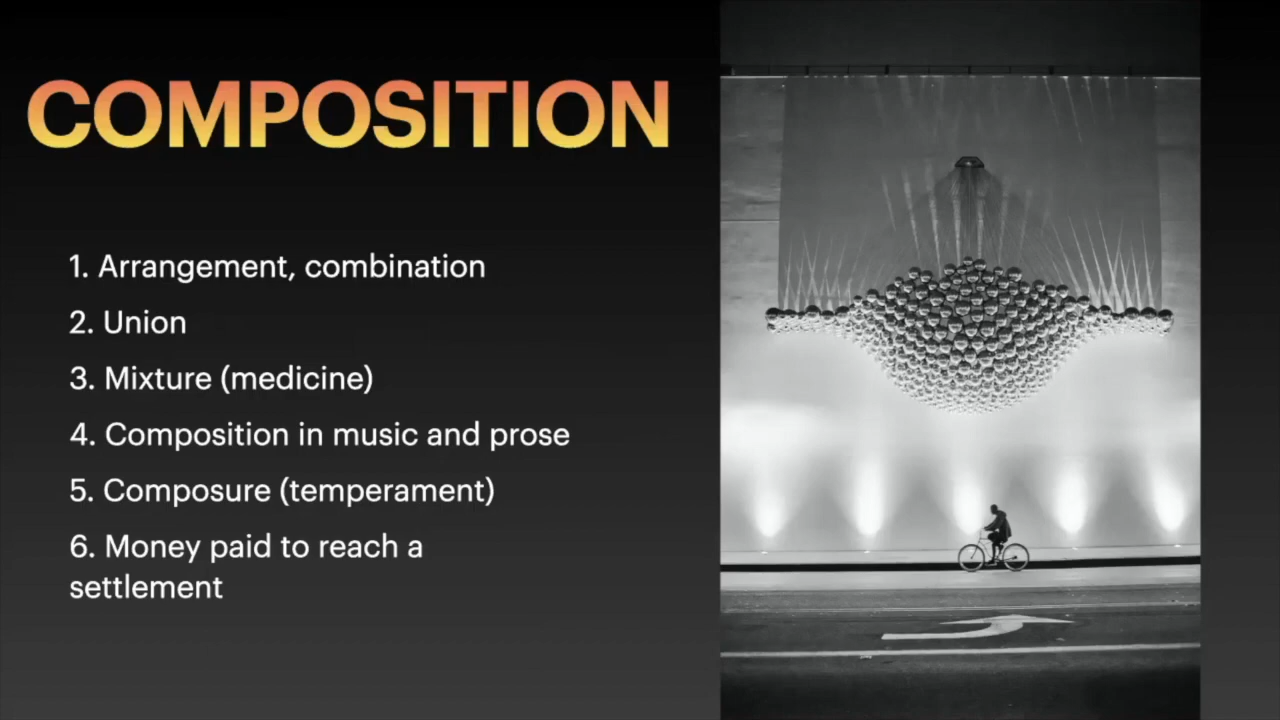 COMPOSITION
1. Arrangement, combination
2. Union
3. Mixture (medicine)
4. Composition in music and prose
5. Composure (temperament)
6. Money paid to reach a
settlement